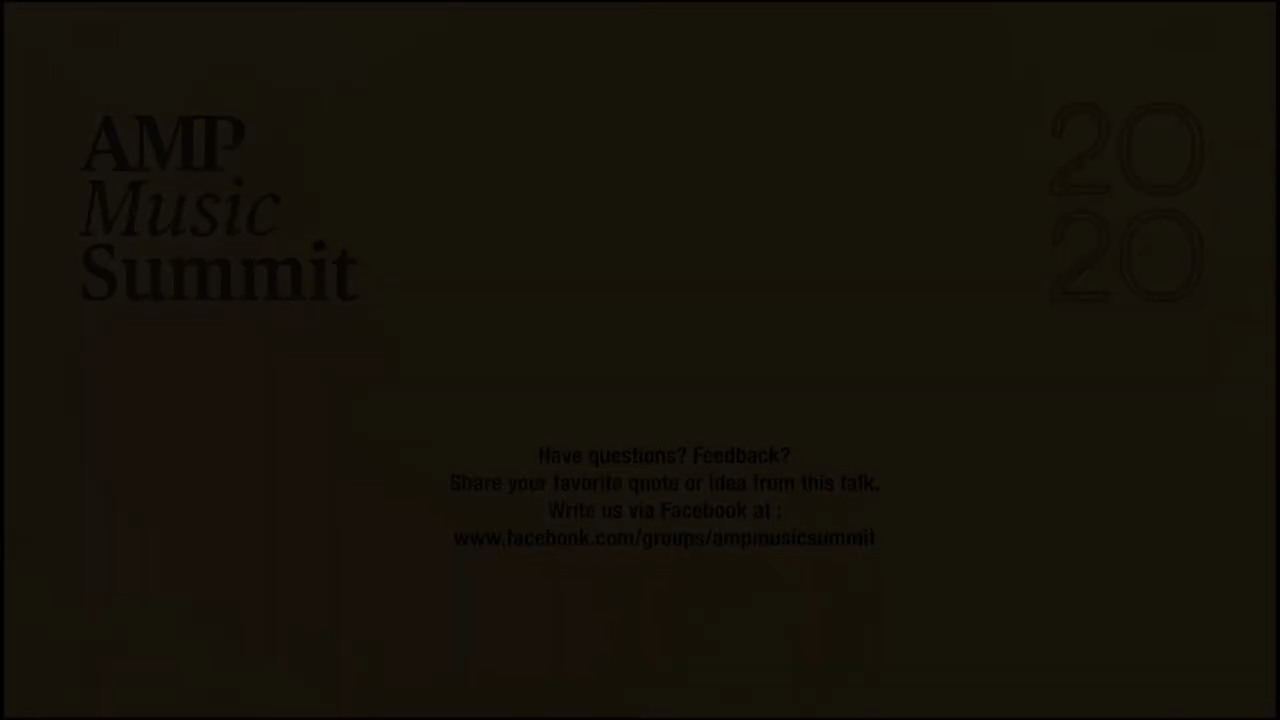 AMP
Music
Summit
20
20
Have questions? Feedback?
Share your favorite quote or idea from this talk.
Write us via Facebook at :
www.facebook.com/groups/ampmusicsummit